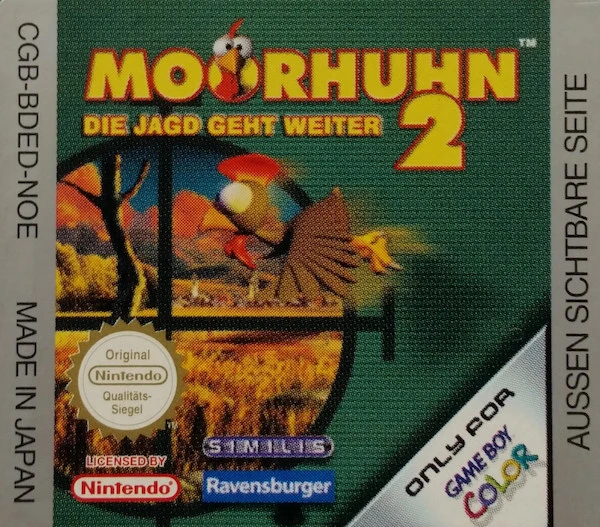 CGB-BDED-NOE
MADE IN JAPAN
MOORHUHN™
DIE JAGD GEHT WEITER
2
Original
Nintendo
Qualitäts-
Siegel
TM
LICENSED BY
Nintendo
SIMILIS
Ravensburger
ONLY FOR
GAME BOY
COLOR
AUSSEN SICHTBARE SEITE